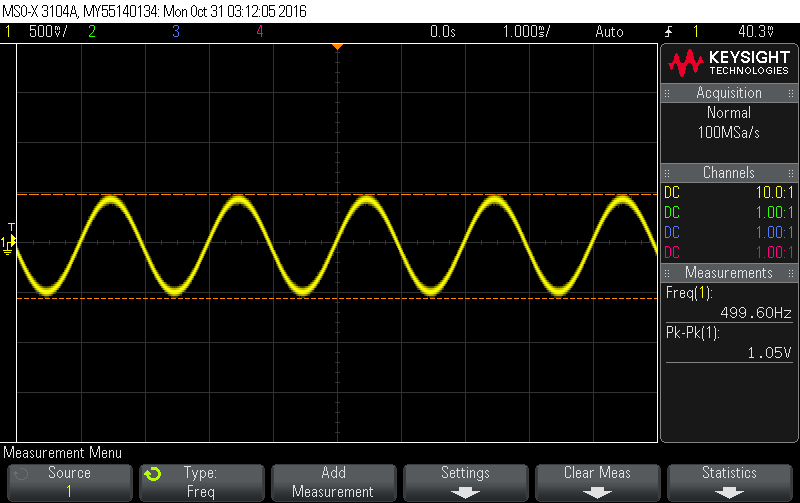 MSO-X 3104A, MY55140134: Mon Oct 31 03:12:05 2016
1 500mV/ 2 3 4 0.0s 1.000ms/ Auto 1 40.3mV
KEYSIGHT
TECHNOLOGIES
Acquisition
Normal
100MSa/s
Channels
DC 10.0:1
DC 1.00:1
DC 1.00:1
DC 1.00:1
T
1
Measurements
Freq(1):
499.60Hz
Pk-Pk(1):
1.05V
Measurement Menu
Source
1
Type:
Freq
Add
Measurement
Settings
Clear Meas
Statistics